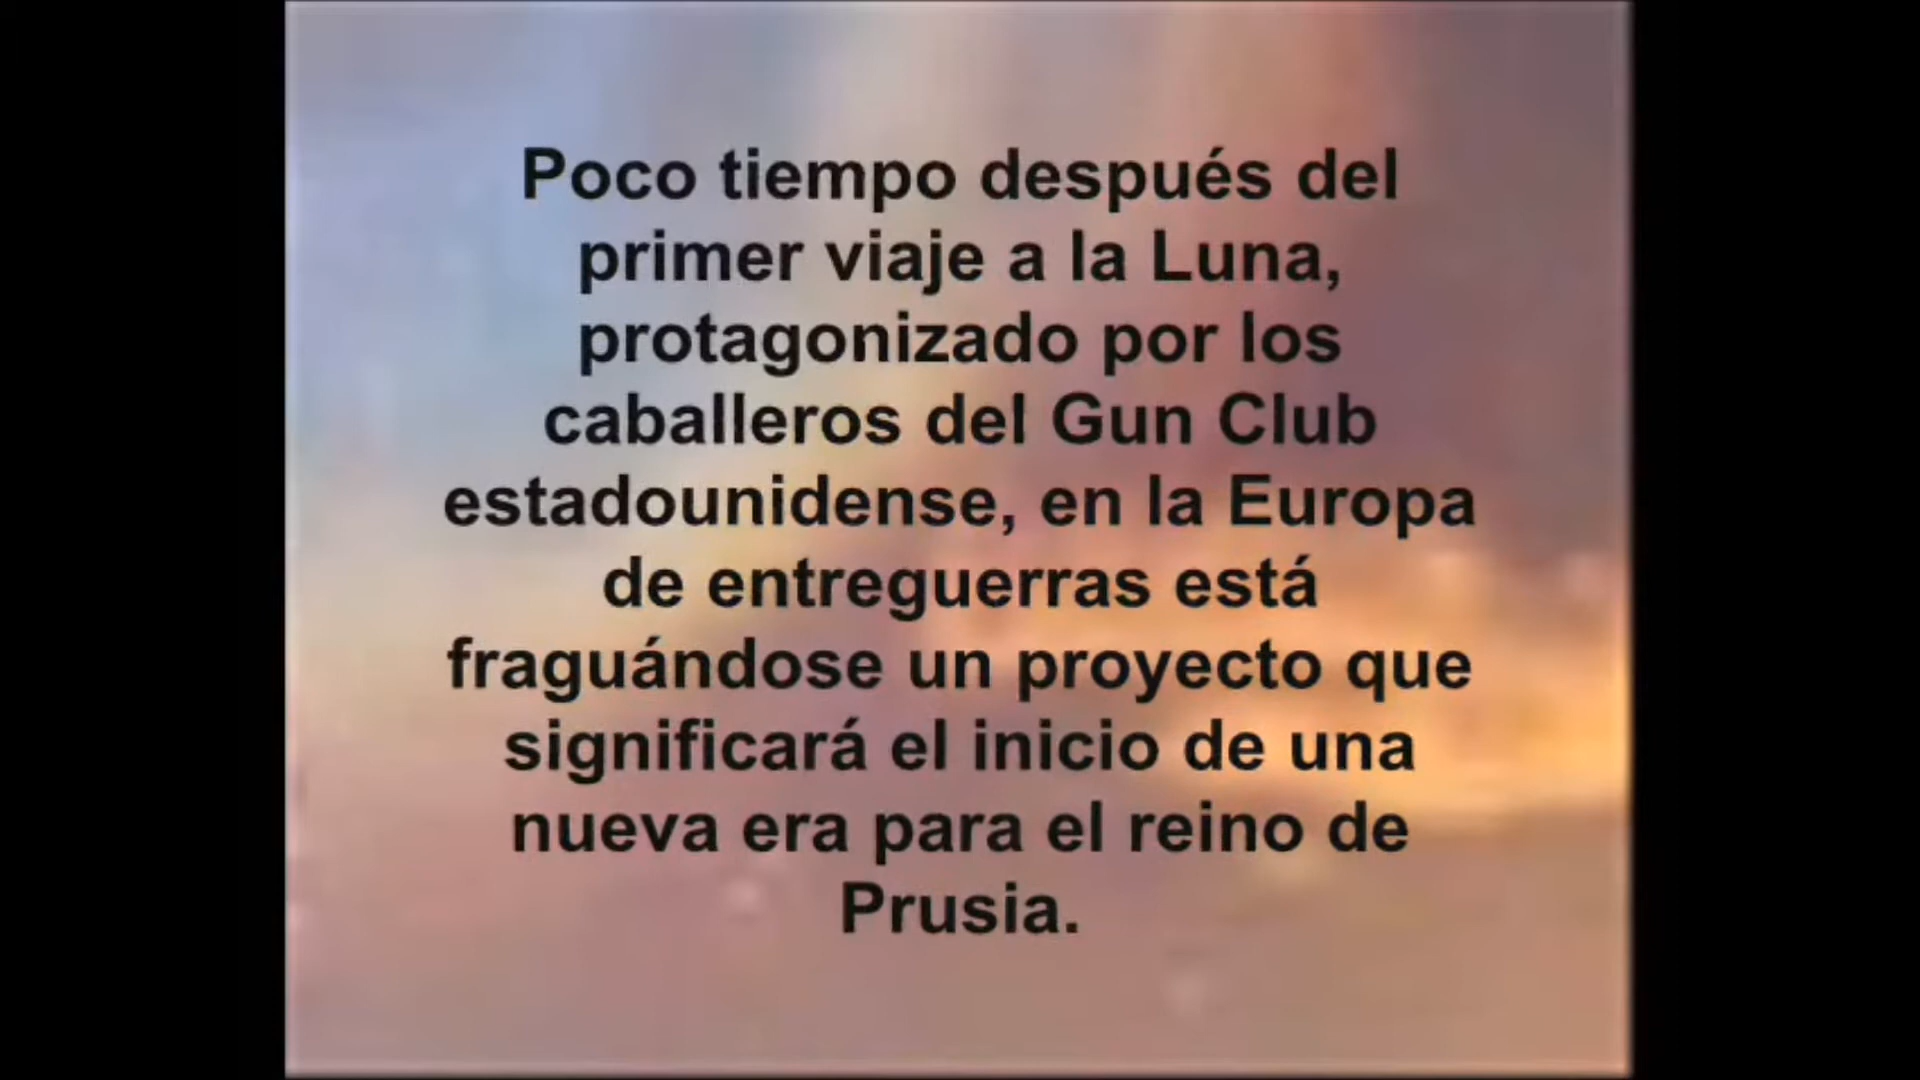 Poco tiempo después del
primer viaje a la Luna,
protagonizado por los
caballeros del Gun Club
estadounidense, en la Europa
de entreguerras está
fraguándose un proyecto que
significará el inicio de una
nueva era para el reino de
Prusia.